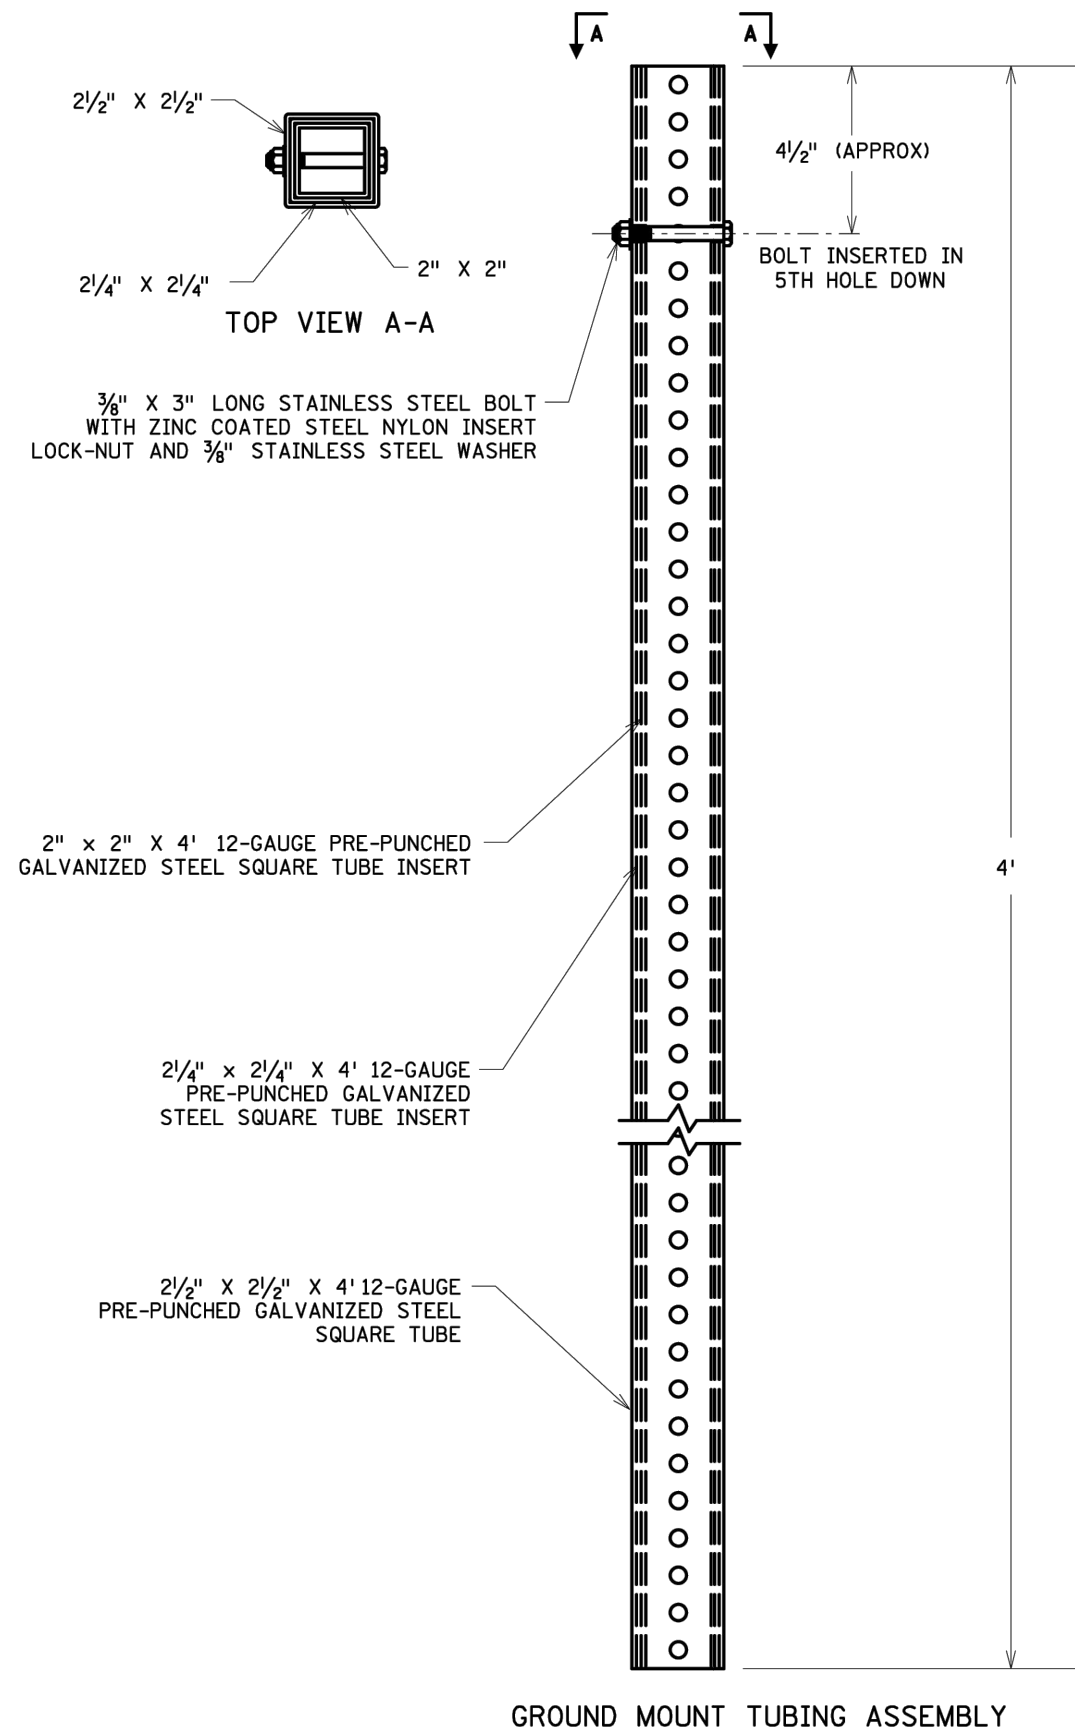 A A
2½" X 2½"
4½" (APPROX)
2" X 2"
2¼" X 2¼"
BOLT INSERTED IN
5TH HOLE DOWN
TOP VIEW A-A
⅜" X 3" LONG STAINLESS STEEL BOLT
WITH ZINC COATED STEEL NYLON INSERT
LOCK-NUT AND ⅜" STAINLESS STEEL WASHER
2" x 2" X 4' 12-GAUGE PRE-PUNCHED
GALVANIZED STEEL SQUARE TUBE INSERT
4'
2¼" x 2¼" X 4' 12-GAUGE
PRE-PUNCHED GALVANIZED
STEEL SQUARE TUBE INSERT
2½" X 2½" X 4' 12-GAUGE
PRE-PUNCHED GALVANIZED STEEL
SQUARE TUBE
GROUND MOUNT TUBING ASSEMBLY